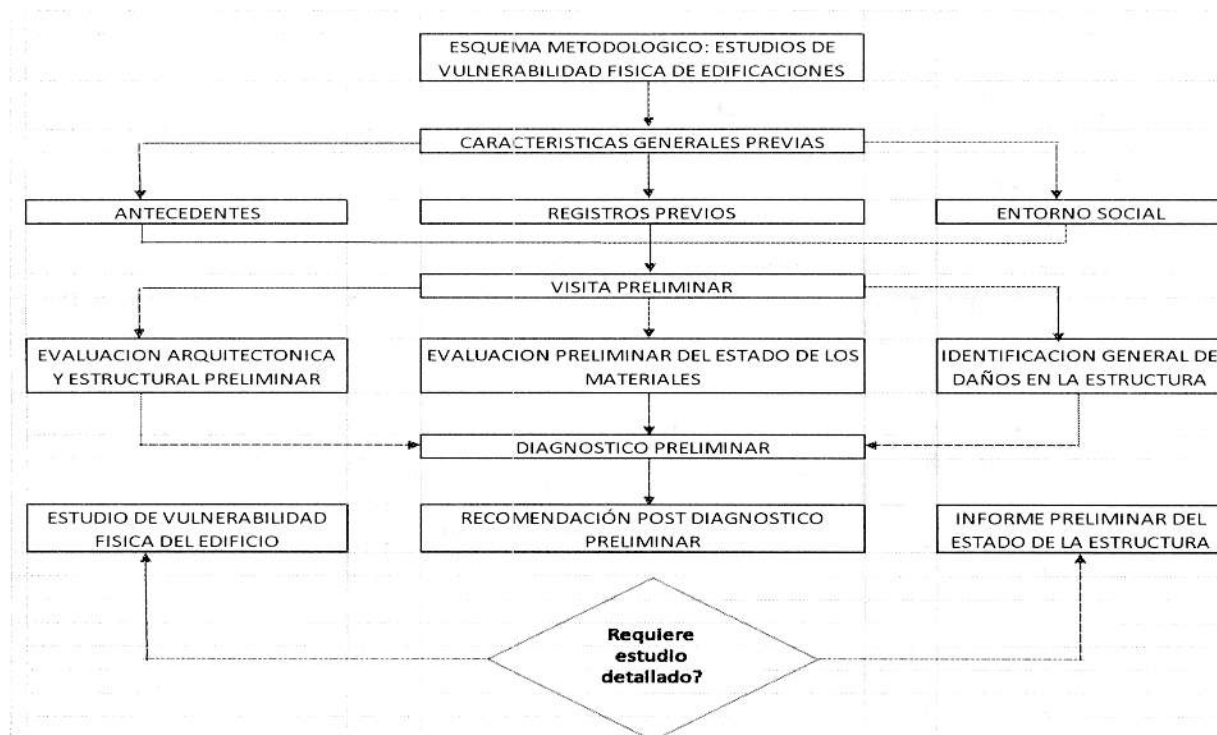 ESQUEMA METODOLOGICO: ESTUDIOS DE
VULNERABILIDAD FISICA DE EDIFICACIONES
CARACTERISTICAS GENERALES PREVIAS
ANTECEDENTES
REGISTROS PREVIOS
ENTORNO SOCIAL
VISITA PRELIMINAR
EVALUACION ARQUITECTONICA
Y ESTRUCTURAL PRELIMINAR
EVALUACION PRELIMINAR DEL ESTADO DE LOS
MATERIALES
IDENTIFICACION GENERAL DE
DAÑOS EN LA ESTRUCTURA
DIAGNOSTICO PRELIMINAR
ESTUDIO DE VULNERABILIDAD
FISICA DEL EDIFICIO
RECOMENDACIÓN POST DIAGNOSTICO
PRELIMINAR
INFORME PRELIMINAR DEL
ESTADO DE LA ESTRUCTURA
Requiere
estudio
detallado?